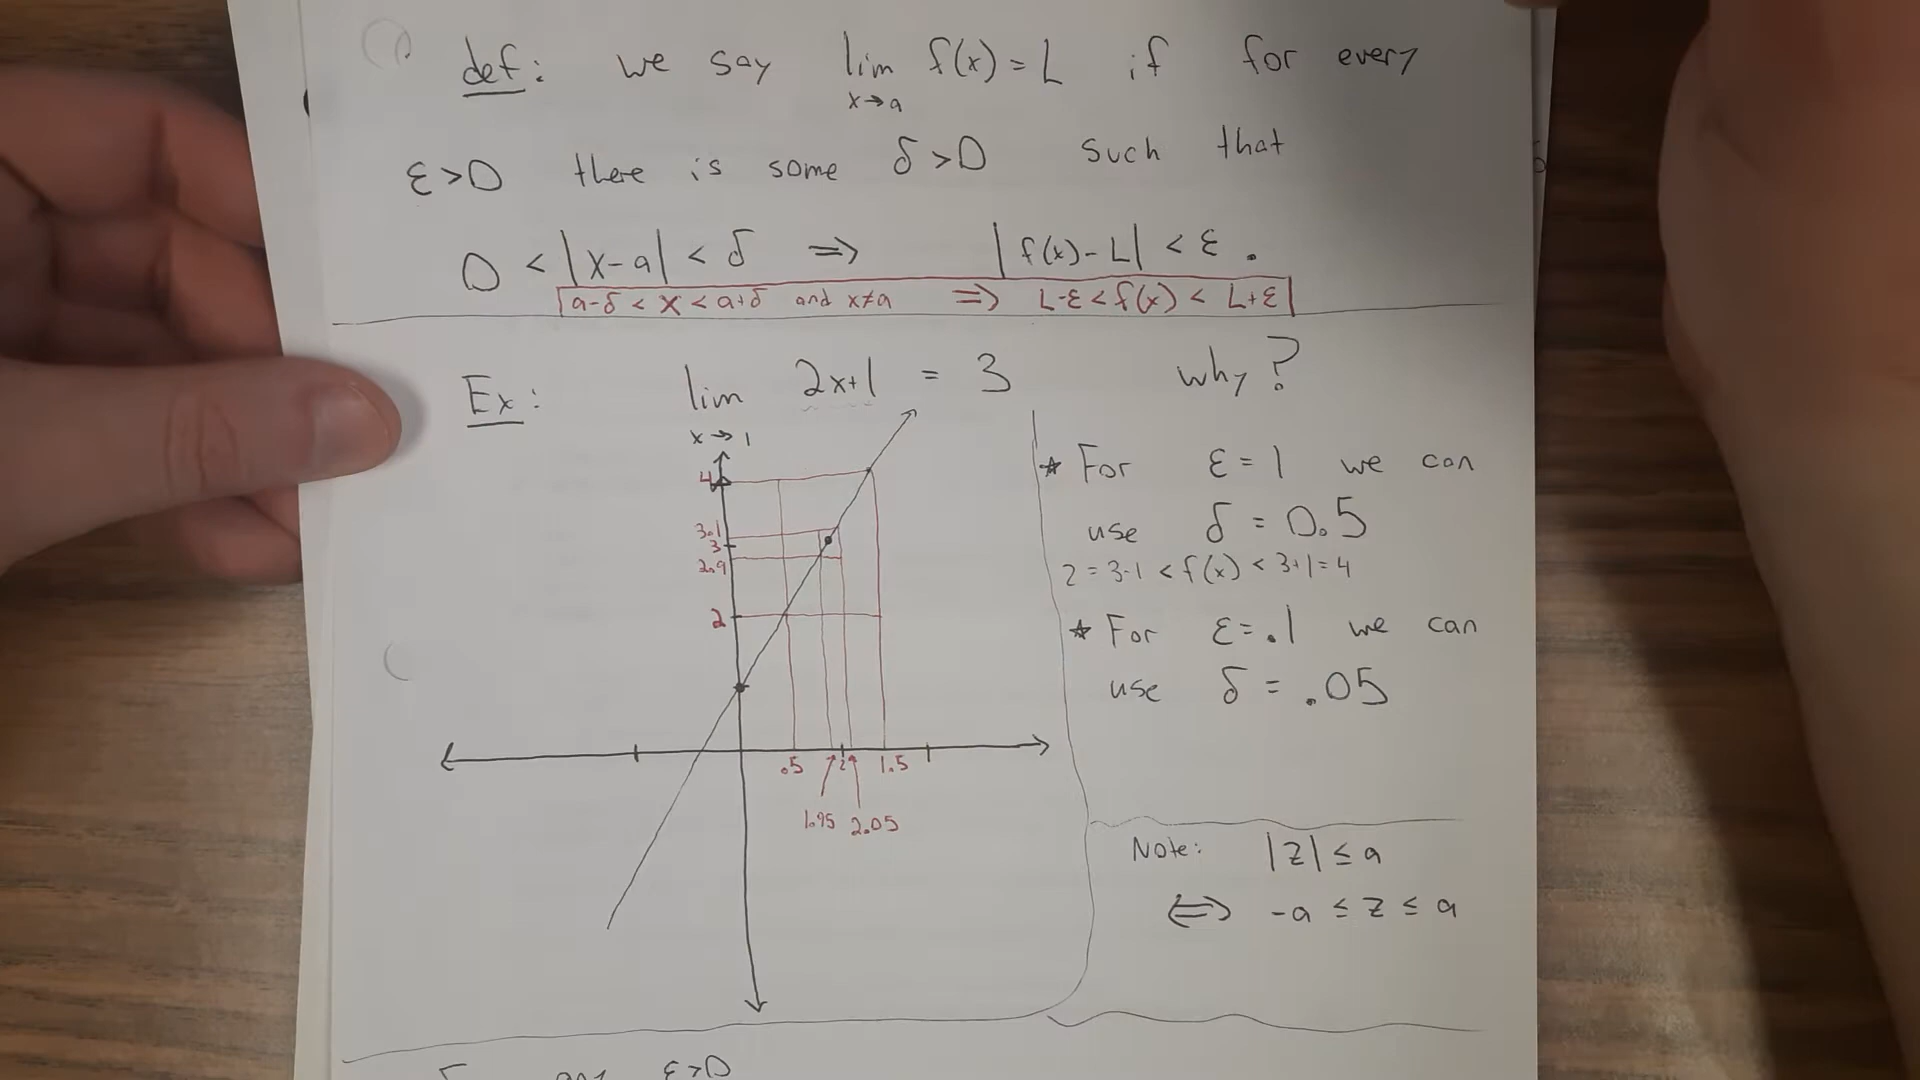 def: we say lim f(x) = L if for every
x→a
ε>0 there is some δ>0 such that
0 < |x-a| < δ ⇒ |f(x)-L| < ε.
a-δ < x < a+δ and x≠a ⇒ L-ε < f(x) < L+ε
Ex: lim 2x+1 = 3 why?
x→1
4
3.1
3
2.9
2
.5
1.5
1.95 2.05
* For ε = 1 we can
use δ = 0.5
2 = 3-1 < f(x) < 3+1 = 4
* For ε = .1 we can
use δ = .05
Note: |z| ≤ a
⇔ -a ≤ z ≤ a
ε>0